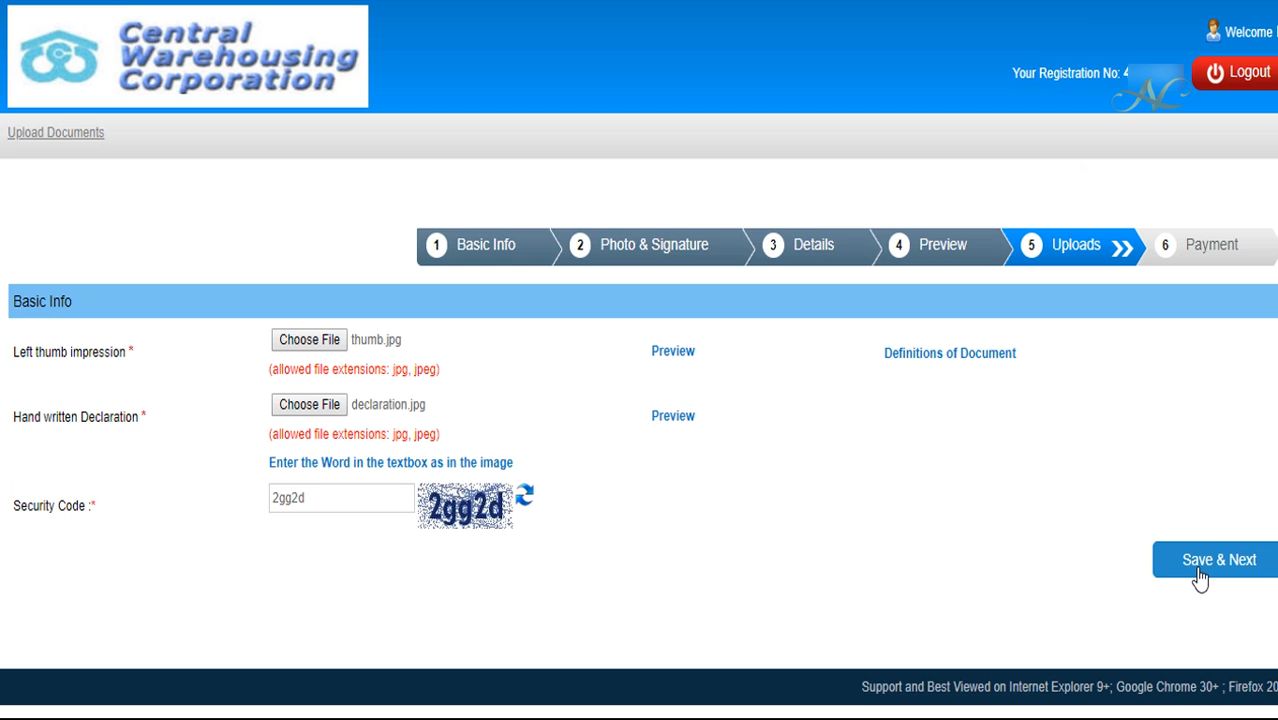 Central
Warehousing
Corporation
Welcome
Your Registration No: 4
Logout
Upload Documents
1 Basic Info
2 Photo & Signature
3 Details
4 Preview
5 Uploads
6 Payment
Basic Info
Left thumb impression *
Choose File thumb.jpg
Preview
Definitions of Document
(allowed file extensions: jpg, jpeg)
Hand written Declaration *
Choose File declaration.jpg
Preview
(allowed file extensions: jpg, jpeg)
Enter the Word in the textbox as in the image
Security Code :*
2gg2d
2gg2d
Save & Next
Support and Best Viewed on Internet Explorer 9+; Google Chrome 30+ ; Firefox 20